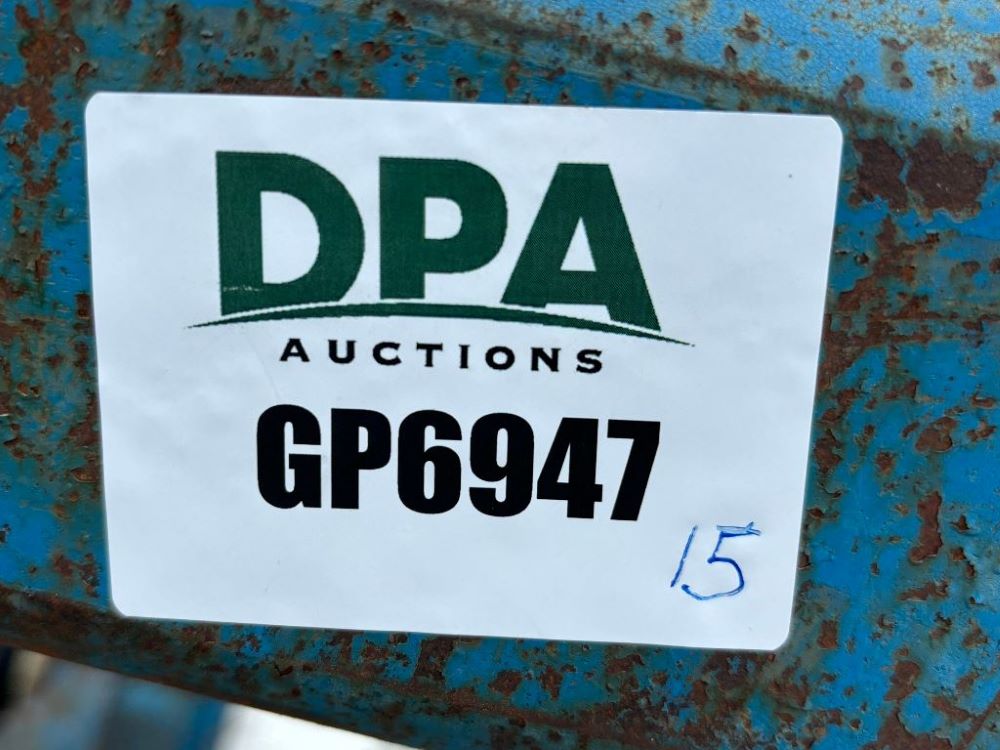 DPA
AUCTIONS
GP6947
15